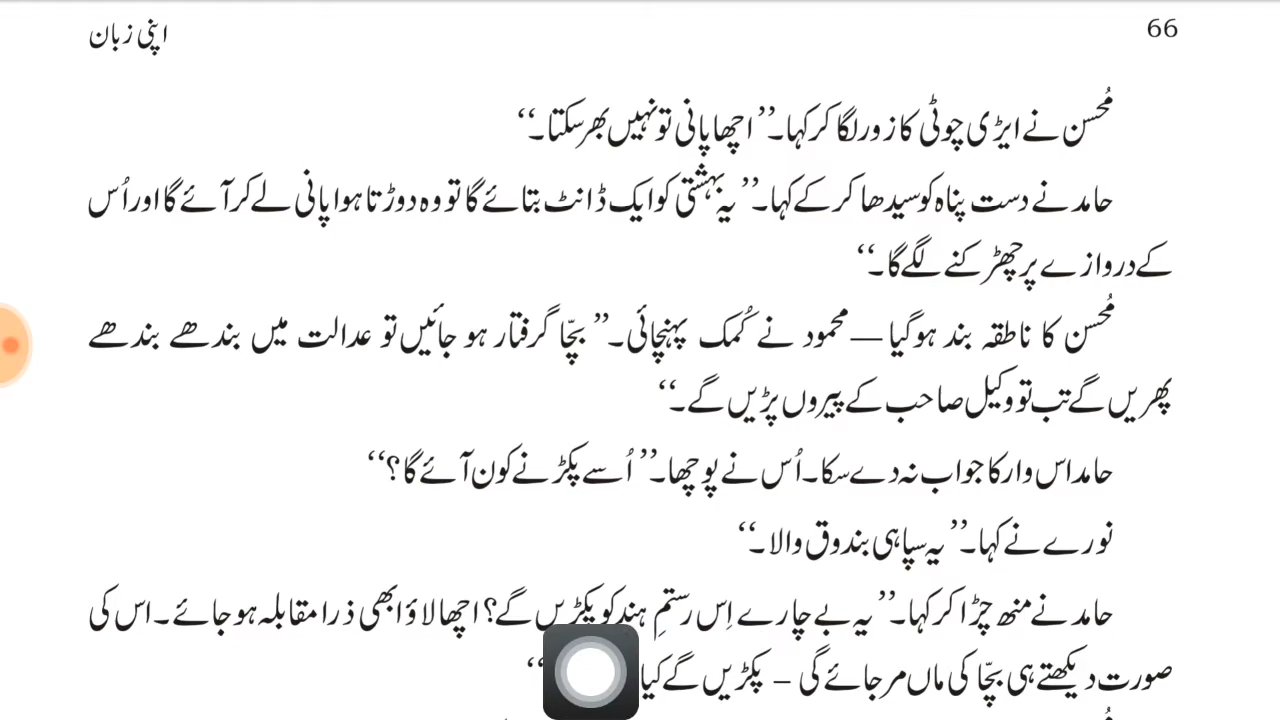 66
اپنی زبان
مُحسن نے ایڑی چوٹی کا زور لگا کر کہا۔’’ اچھا پانی تو نہیں بھر سکتا۔‘‘
حامد نے دست پناہ کو سیدھا کر کے کہا۔’’ یہ بہشتی کو ایک ڈانٹ بتائے گا تو وہ دوڑتا ہوا پانی لے کر آئے گا اور اُس
کے دروازے پر چھڑکنے لگے گا۔‘‘
مُحسن کا ناطقہ بند ہو گیا — محمود نے کُمک پہنچائی۔’’ بچّا گرفتار ہو جائیں تو عدالت میں بندھے بندھے
پھریں گے تب تو وکیل صاحب کے پیروں پڑیں گے۔‘‘
حامد اس وار کا جواب نہ دے سکا۔ اُس نے پوچھا۔’’ اُسے پکڑنے کون آئے گا؟‘‘
نورے نے کہا۔’’ یہ سپاہی بندوق والا۔‘‘
حامد نے منھ چڑا کر کہا۔’’ یہ بے چارے اِس رستمِ ہند کو پکڑیں گے؟ اچھا لاؤ ابھی ذرا مقابلہ ہو جائے۔ اس کی
صورت دیکھتے ہی بچّا کی ماں مر جائے گی – پکڑیں گے کیا ‘‘